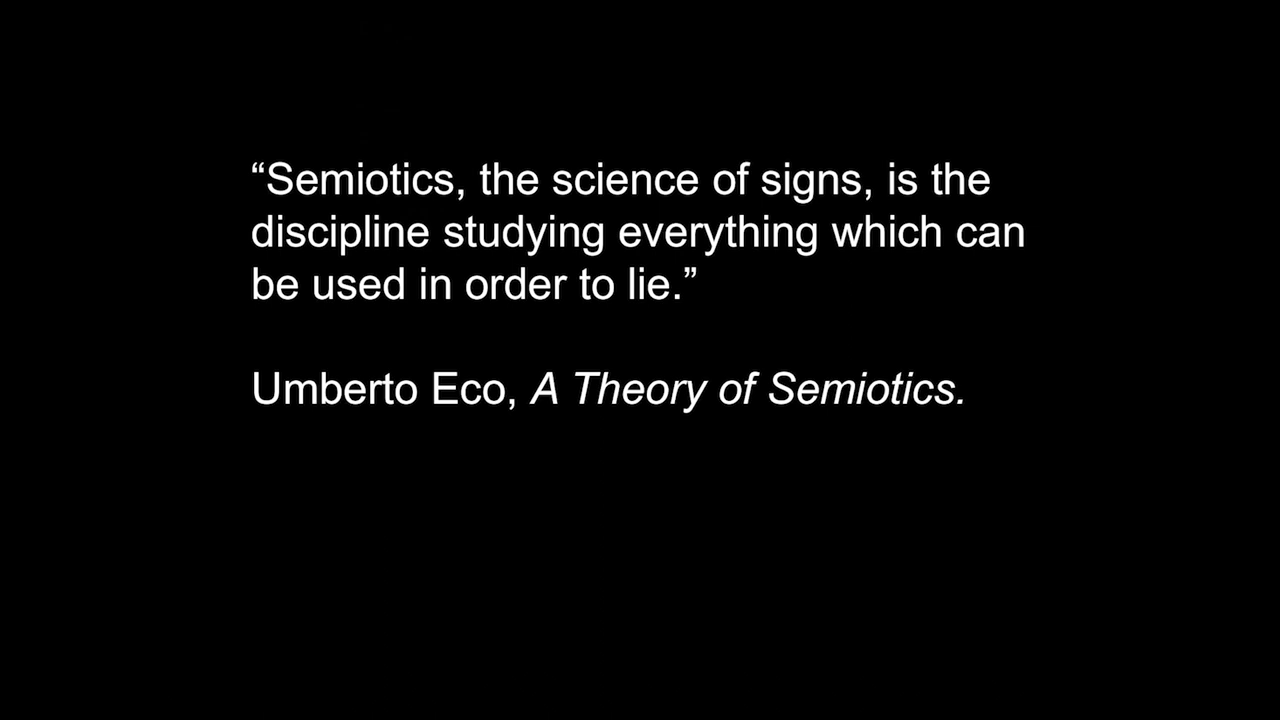 “Semiotics, the science of signs, is the
discipline studying everything which can
be used in order to lie.”
Umberto Eco, A Theory of Semiotics.